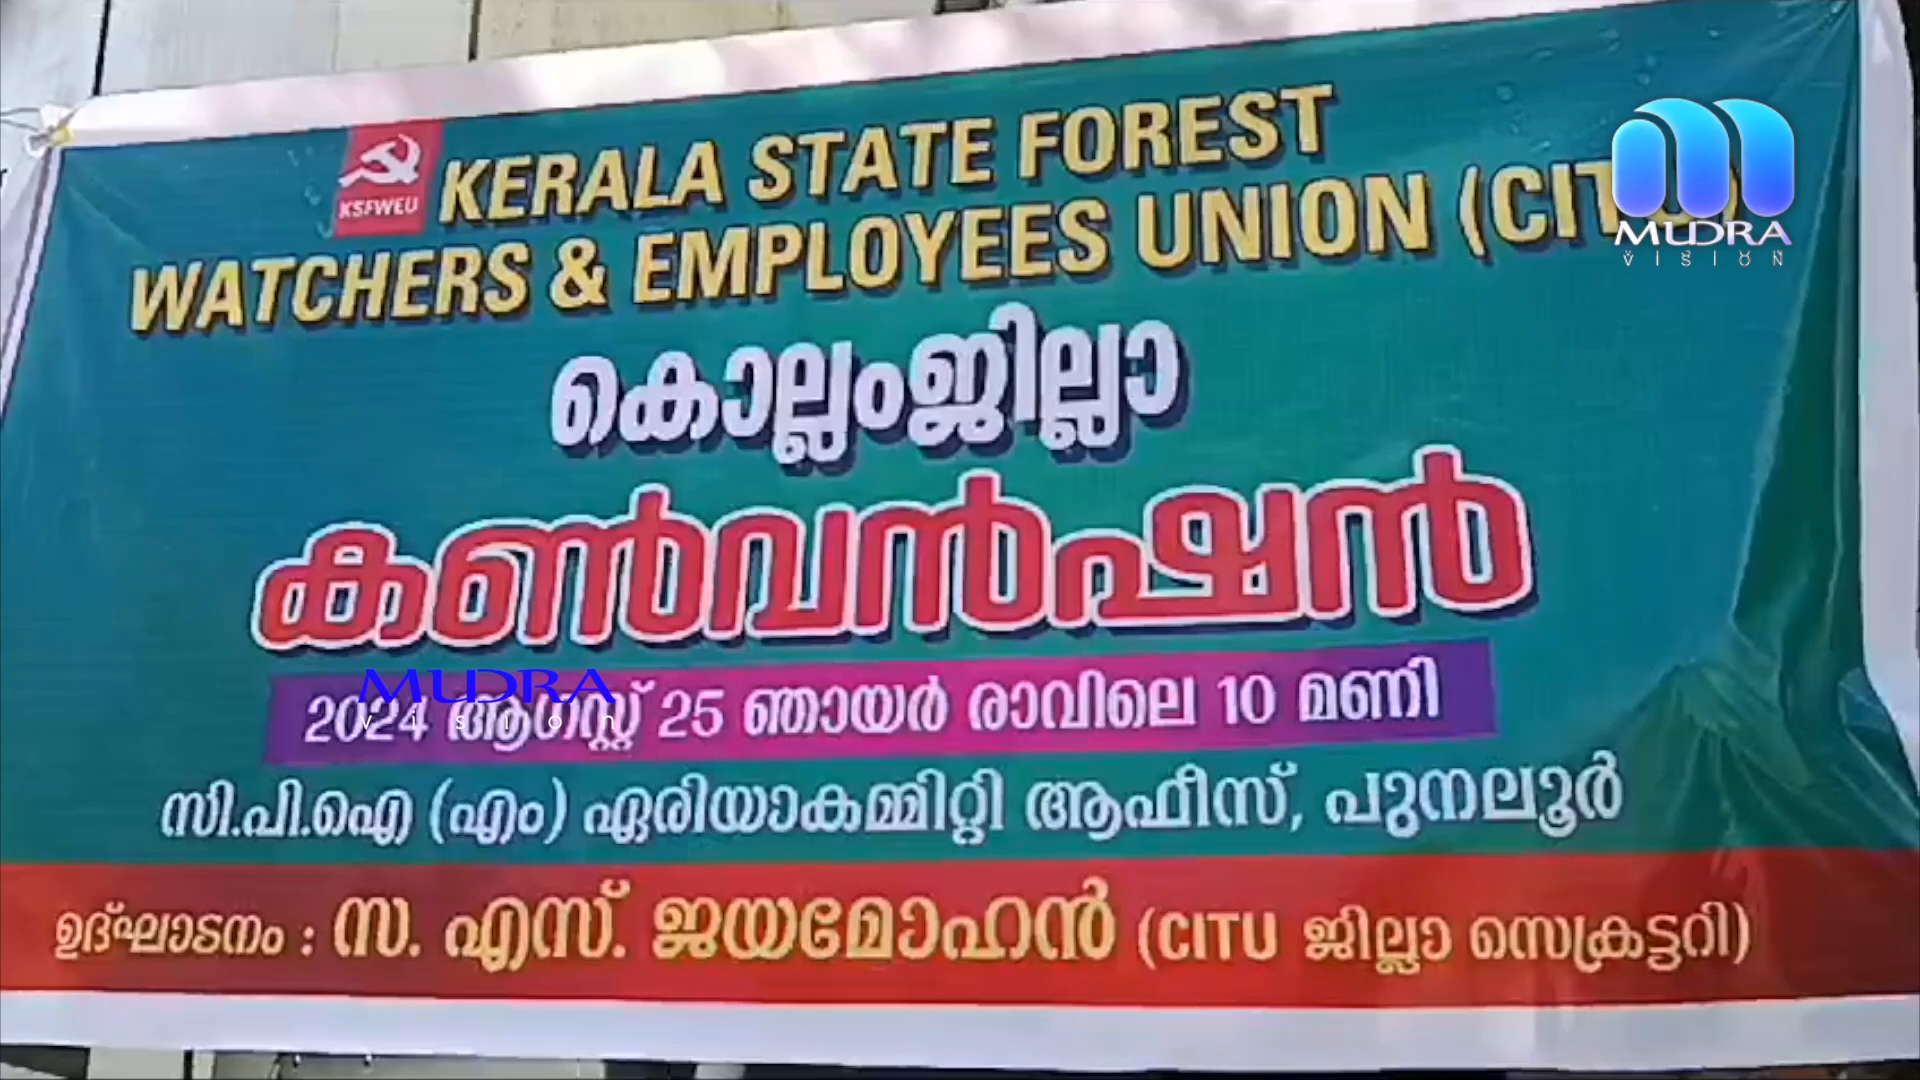 KSFWEU
KERALA STATE FOREST
WATCHERS & EMPLOYEES UNION (CITU)
കൊല്ലംജില്ലാ
കൺവൻഷൻ
2024 ആഗസ്റ്റ് 25 ഞായർ രാവിലെ 10 മണി
സി.പി.ഐ (എം) ഏരിയാകമ്മിറ്റി ആഫീസ്, പുനലൂർ
ഉദ്ഘാടനം : സ. എസ്. ജയമോഹൻ (CITU ജില്ലാ സെക്രട്ടറി)
MUDRA
VISION
MUDRA
vision